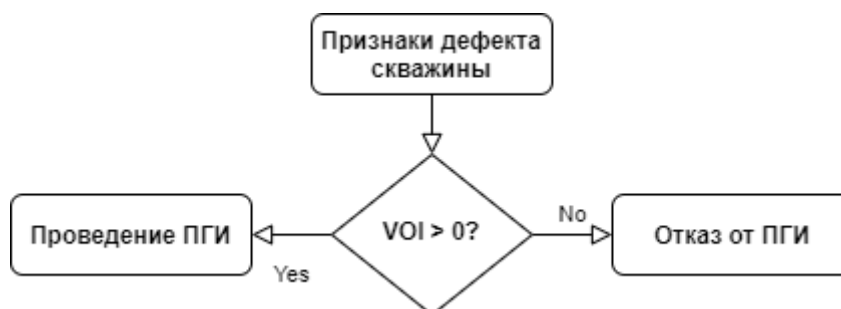 Признаки дефекта
скважины
No
Проведение ПГИ
VOI > 0?
Отказ от ПГИ
Yes